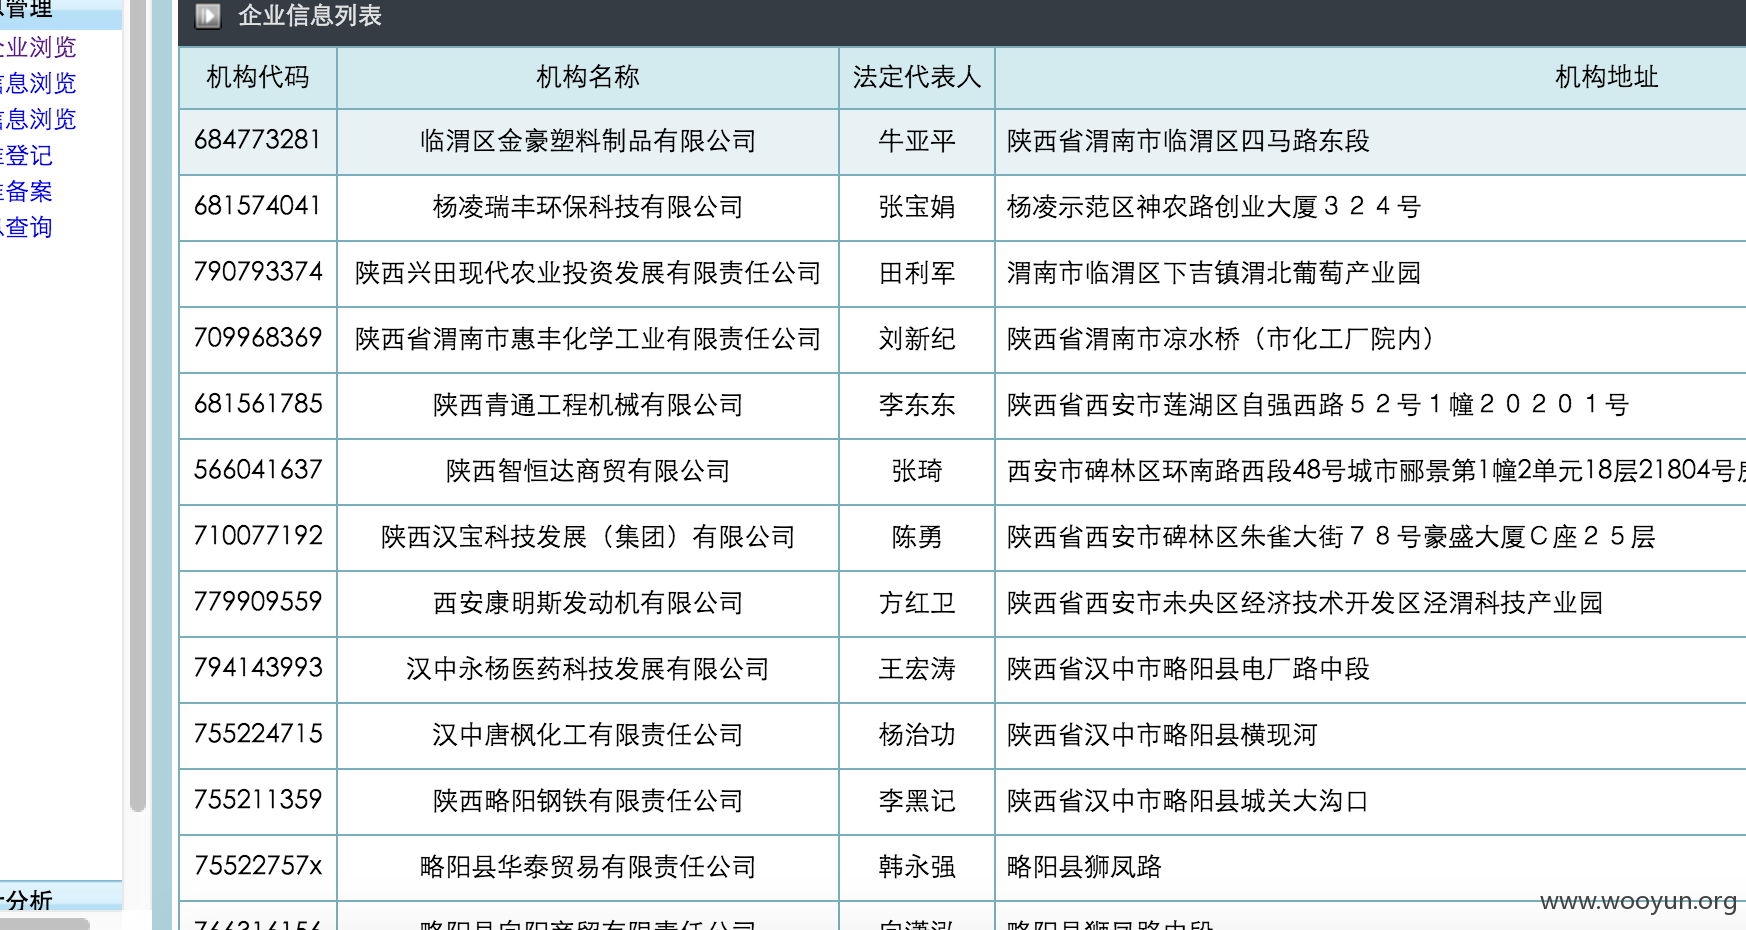 管理
业浏览
息浏览
息浏览
登记
备案
查询
分析
企业信息列表
机构代码 机构名称 法定代表人 机构地址
684773281 临渭区金豪塑料制品有限公司 牛亚平 陕西省渭南市临渭区四马路东段
681574041 杨凌瑞丰环保科技有限公司 张宝娟 杨凌示范区神农路创业大厦３２４号
790793374 陕西兴田现代农业投资发展有限责任公司 田利军 渭南市临渭区下吉镇渭北葡萄产业园
709968369 陕西省渭南市惠丰化学工业有限责任公司 刘新纪 陕西省渭南市凉水桥（市化工厂院内）
681561785 陕西青通工程机械有限公司 李东东 陕西省西安市莲湖区自强西路５２号１幢２０２０１号
566041637 陕西智恒达商贸有限公司 张琦 西安市碑林区环南路西段48号城市郦景第1幢2单元18层21804号
710077192 陕西汉宝科技发展（集团）有限公司 陈勇 陕西省西安市碑林区朱雀大街７８号豪盛大厦Ｃ座２５层
779909559 西安康明斯发动机有限公司 方红卫 陕西省西安市未央区经济技术开发区泾渭科技产业园
794143993 汉中永杨医药科技发展有限公司 王宏涛 陕西省汉中市略阳县电厂路中段
755224715 汉中唐枫化工有限责任公司 杨治功 陕西省汉中市略阳县横现河
755211359 陕西略阳钢铁有限责任公司 李黑记 陕西省汉中市略阳县城关大沟口
75522757x 略阳县华泰贸易有限责任公司 韩永强 略阳县狮凤路
766316156 略阳县向阳商贸有限责任公司 略阳县狮凤路中段
www.wooyun.org